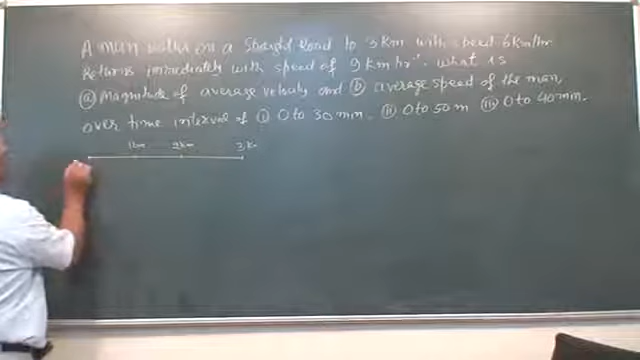 A man walks on a straight road to 3 Km with speed 6 Km/hr
Returns immediately with speed of 9 Km hr⁻¹. what is
ⓐ Magnitude of average velocity and ⓑ average speed of the man,
over time interval of ⓘ 0 to 30 min. ⓘⓘ 0 to 50 m ⓘⓘⓘ 0 to 40 min.
1km 2km 3 Km